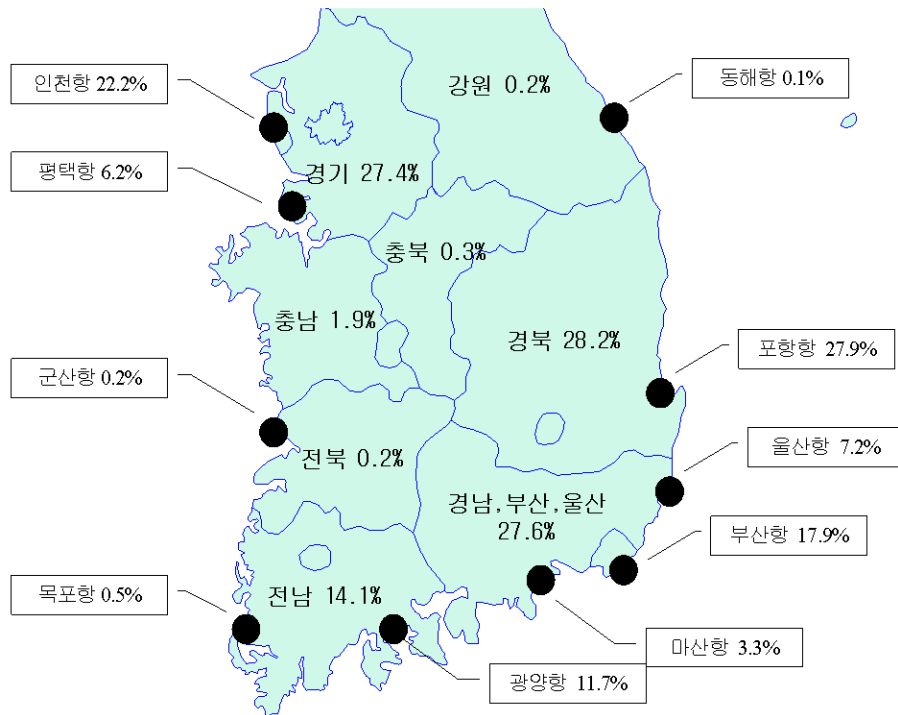 강원 0.2%
동해항 0.1%
인천항 22.2%
평택항 6.2%
경기 27.4%
충북
0.3%
충남 1.9%
경북 28.2%
포항항 27.9%
군산항 0.2%
전북 0.2%
울산항 7.2%
경남,부산,울산
27.6%
부산항 17.9%
목포항 0.5%
전남 14.1%
마산항 3.3%
광양항 11.7%